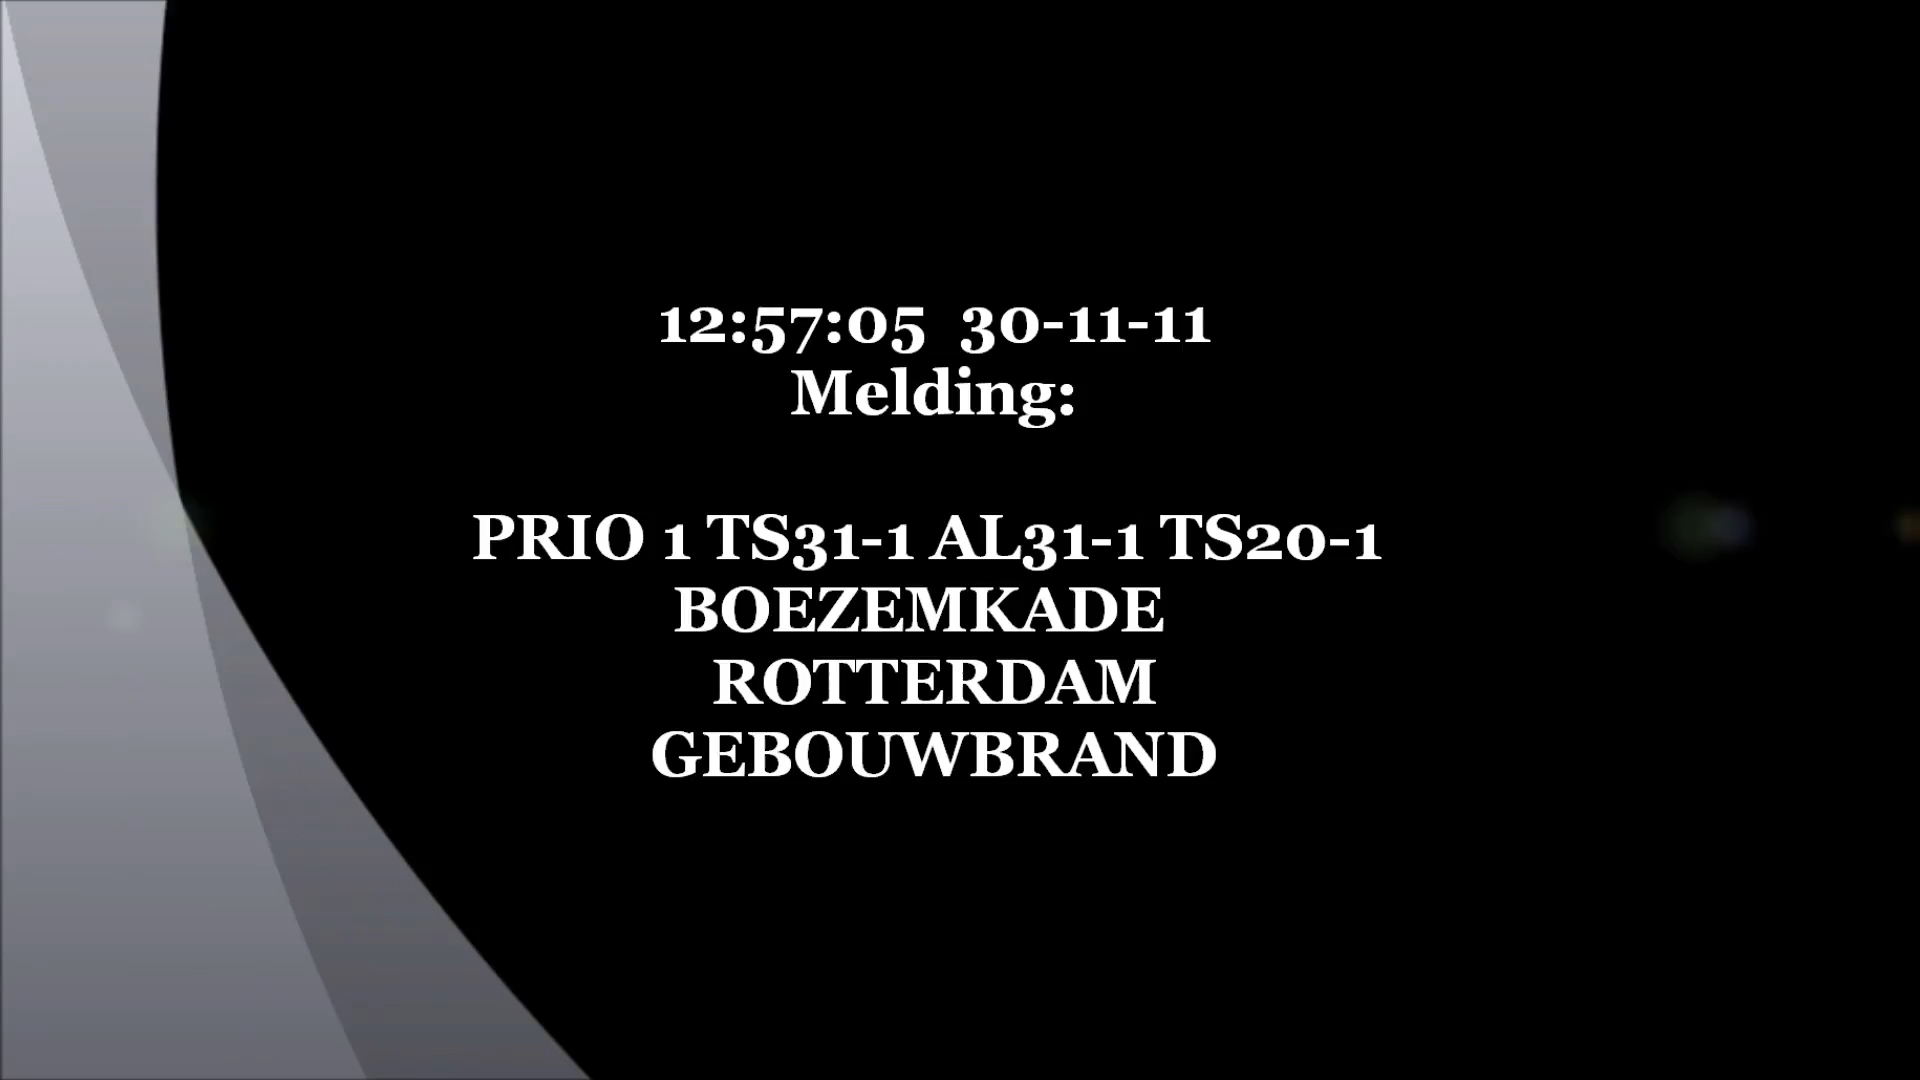 12:57:05 30-11-11
Melding:
PRIO 1 TS31-1 AL31-1 TS20-1
BOEZEMKADE
ROTTERDAM
GEBOUWBRAND